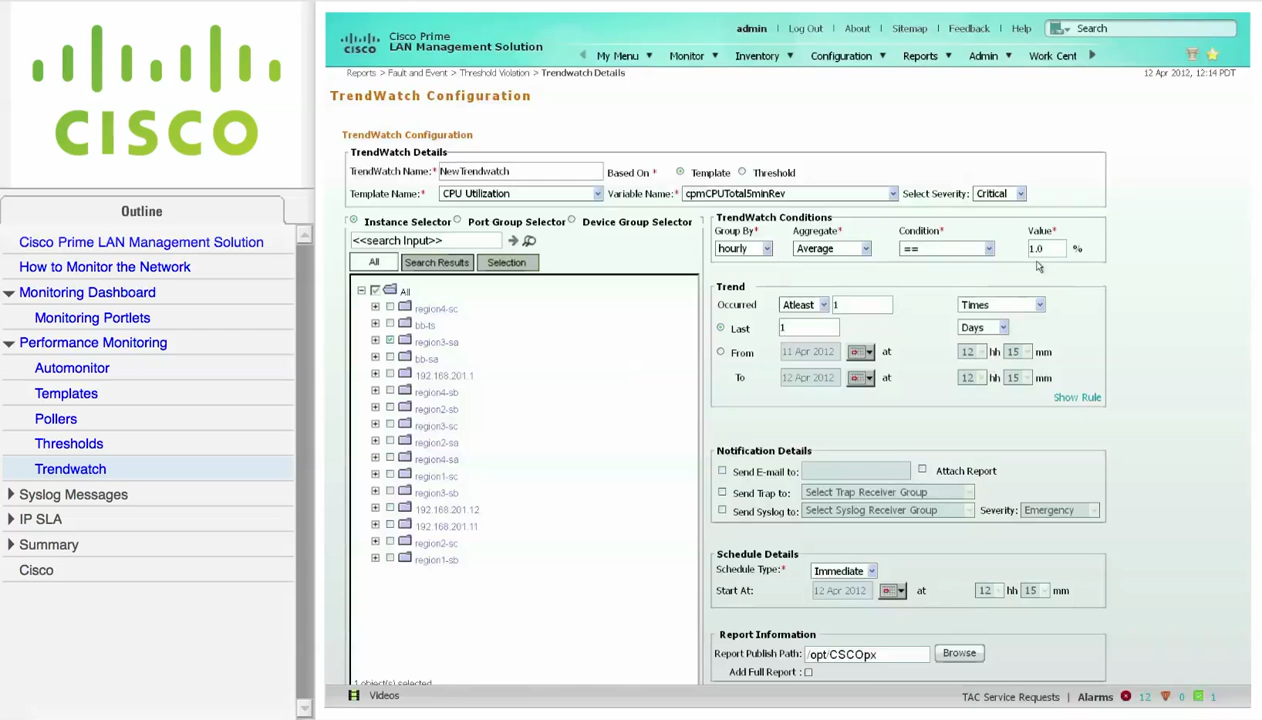 CISCO
Outline
Cisco Prime LAN Management Solution
How to Monitor the Network
Monitoring Dashboard
Monitoring Portlets
Performance Monitoring
Automonitor
Templates
Pollers
Thresholds
Trendwatch
Syslog Messages
IP SLA
Summary
Cisco
CISCO
Cisco Prime
LAN Management Solution
admin | Log Out | About | Sitemap | Feedback | Help
Search
My Menu Monitor Inventory Configuration Reports Admin Work Cent
Reports > Fault and Event > Threshold Violation > Trendwatch Details
12 Apr 2012, 12:14 PDT
TrendWatch Configuration
TrendWatch Configuration
TrendWatch Details
TrendWatch Name:* NewTrendwatch Based On * Template Threshold
Template Name:* CPU Utilization Variable Name:* cpmCPUTotal5minRev Select Severity: Critical
Instance Selector Port Group Selector Device Group Selector
<<search Input>>
All Search Results Selection
All
region4-sc
bb-ts
region3-sa
bb-sa
192.168.201.1
region4-sb
region2-sb
region3-sc
region2-sa
region4-sa
region1-sc
region3-sb
192.168.201.12
192.168.201.11
region2-sc
region1-sb
1 object(s) selected
TrendWatch Conditions
Group By* Aggregate* Condition* Value*
hourly Average == 1.0 %
Trend
Occurred Atleast 1 Times
Last 1 Days
From 11 Apr 2012 at 12 hh 15 mm
To 12 Apr 2012 at 12 hh 15 mm
Show Rule
Notification Details
Send E-mail to: Attach Report
Send Trap to: Select Trap Receiver Group
Send Syslog to: Select Syslog Receiver Group Severity: Emergency
Schedule Details
Schedule Type:* Immediate
Start At: 12 Apr 2012 at 12 hh 15 mm
Report Information
Report Publish Path: /opt/CSCOpx Browse
Add Full Report :
Videos
TAC Service Requests | Alarms 12 0 1